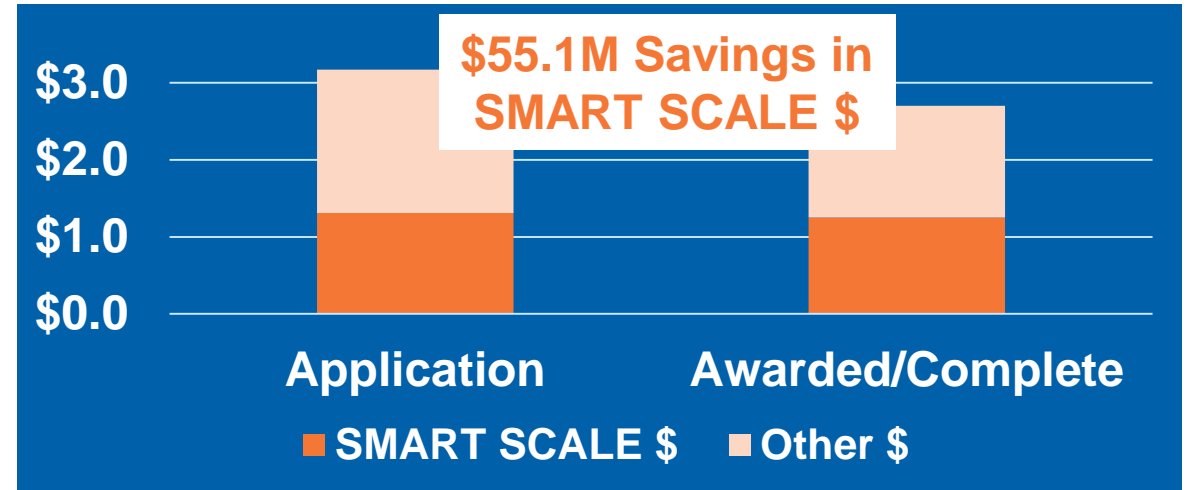 $55.1M Savings in
SMART SCALE $
$3.0
$2.0
$1.0
$0.0
Application Awarded/Complete
SMART SCALE $ Other $